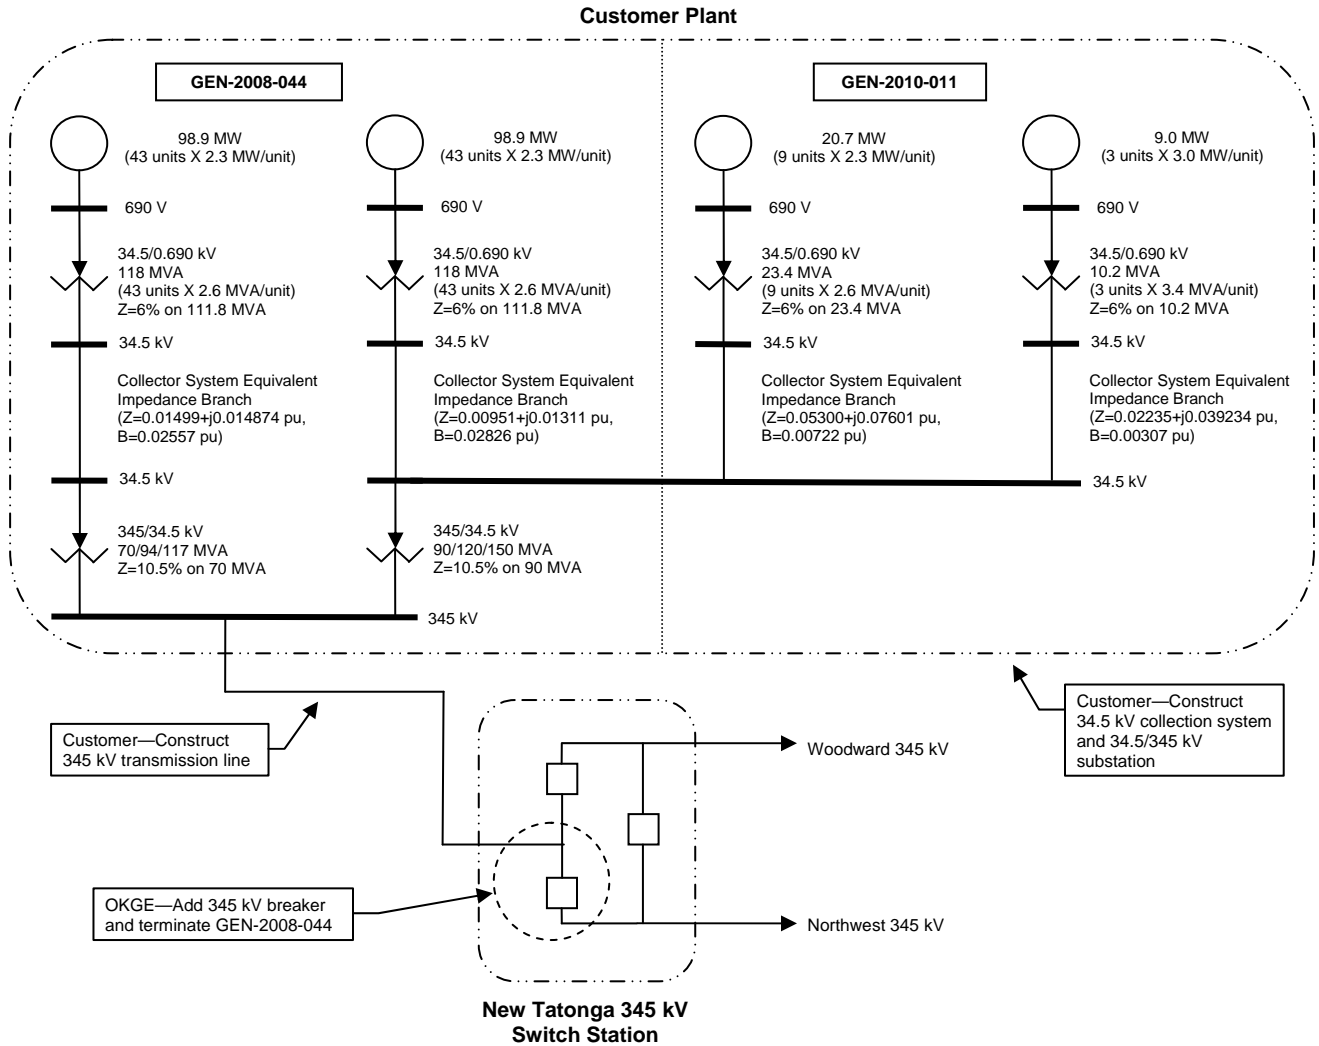 Customer Plant
GEN-2008-044
GEN-2010-011
98.9 MW
(43 units X 2.3 MW/unit)
98.9 MW
(43 units X 2.3 MW/unit)
20.7 MW
(9 units X 2.3 MW/unit)
9.0 MW
(3 units X 3.0 MW/unit)
690 V
690 V
690 V
690 V
34.5/0.690 kV
118 MVA
(43 units X 2.6 MVA/unit)
Z=6% on 111.8 MVA
34.5/0.690 kV
118 MVA
(43 units X 2.6 MVA/unit)
Z=6% on 111.8 MVA
34.5/0.690 kV
23.4 MVA
(9 units X 2.6 MVA/unit)
Z=6% on 23.4 MVA
34.5/0.690 kV
10.2 MVA
(3 units X 3.4 MVA/unit)
Z=6% on 10.2 MVA
34.5 kV
34.5 kV
34.5 kV
34.5 kV
Collector System Equivalent
Impedance Branch
(Z=0.01499+j0.014874 pu,
B=0.02557 pu)
Collector System Equivalent
Impedance Branch
(Z=0.00951+j0.01311 pu,
B=0.02826 pu)
Collector System Equivalent
Impedance Branch
(Z=0.05300+j0.07601 pu,
B=0.00722 pu)
Collector System Equivalent
Impedance Branch
(Z=0.02235+j0.039234 pu,
B=0.00307 pu)
34.5 kV
34.5 kV
345/34.5 kV
70/94/117 MVA
Z=10.5% on 70 MVA
345/34.5 kV
90/120/150 MVA
Z=10.5% on 90 MVA
345 kV
Customer—Construct
345 kV transmission line
Customer—Construct
34.5 kV collection system
and 34.5/345 kV
substation
Woodward 345 kV
OKGE—Add 345 kV breaker
and terminate GEN-2008-044
Northwest 345 kV
New Tatonga 345 kV
Switch Station